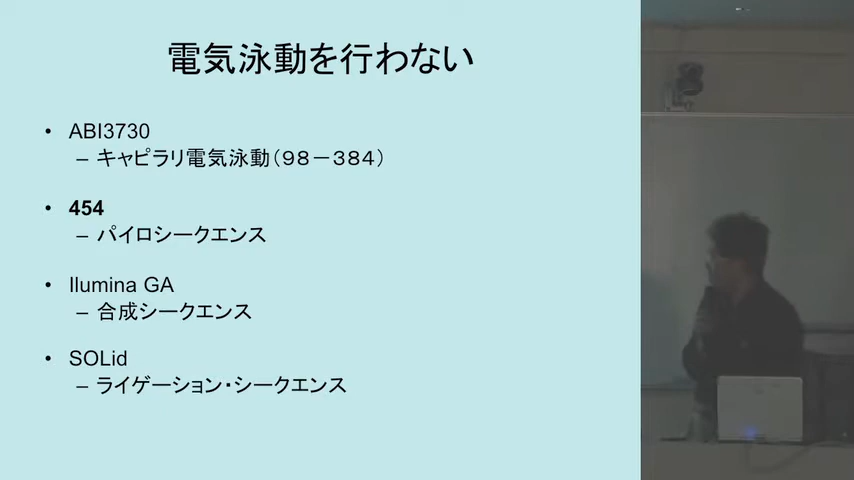 電気泳動を行わない
• ABI3730
– キャピラリ電気泳動（９８－３８４）
• 454
– パイロシークエンス
• Ilumina GA
– 合成シークエンス
• SOLid
– ライゲーション・シークエンス